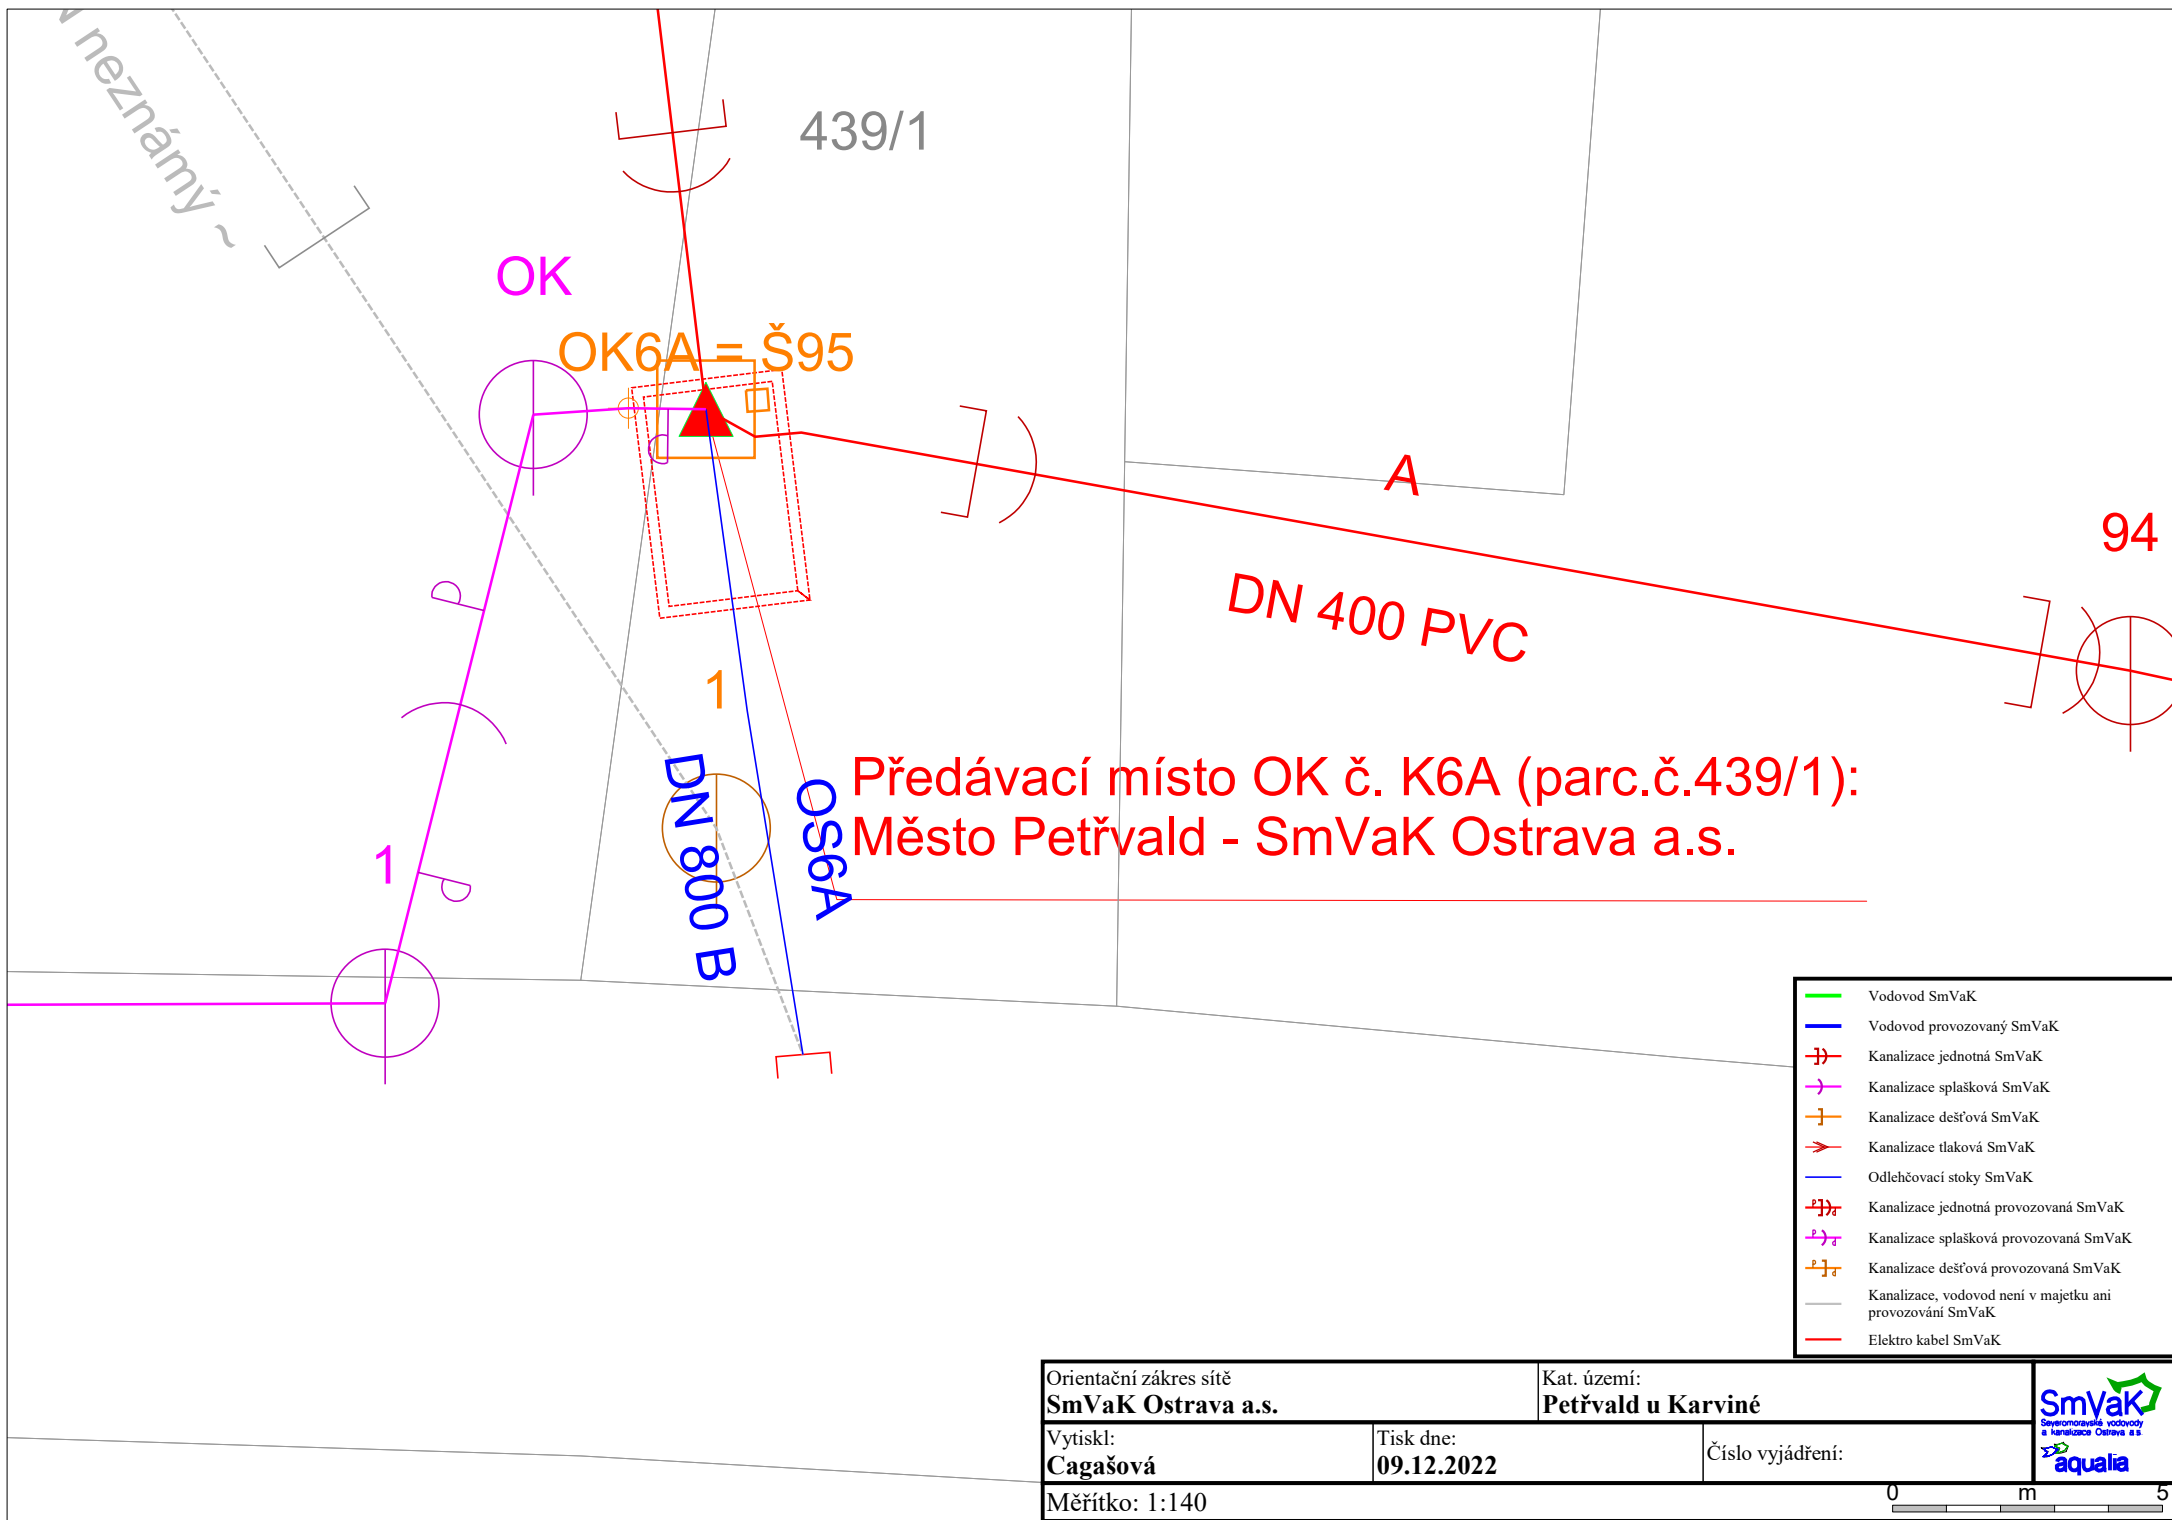 neznámý ~
439/1
OK
OK6A = Š95
A
94
DN 400 PVC
1
DN 800 B
OS6A
Předávací místo OK č. K6A (parc.č.439/1):
Město Petřvald - SmVaK Ostrava a.s.
1
Vodovod SmVaK
Vodovod provozovaný SmVaK
Kanalizace jednotná SmVaK
Kanalizace splašková SmVaK
Kanalizace dešťová SmVaK
Kanalizace tlaková SmVaK
Odlehčovací stoky SmVaK
Kanalizace jednotná provozovaná SmVaK
Kanalizace splašková provozovaná SmVaK
Kanalizace dešťová provozovaná SmVaK
Kanalizace, vodovod není v majetku ani
provozování SmVaK
Elektro kabel SmVaK
Orientační zákres sítě
SmVaK Ostrava a.s.
Kat. území:
Petřvald u Karviné
Vytiskl:
Cagašová
Tisk dne:
09.12.2022
Číslo vyjádření:
SmVaK
Severomoravské vodovody
a kanalizace Ostrava a.s.
aqualia
Měřítko: 1:140
0 m 5